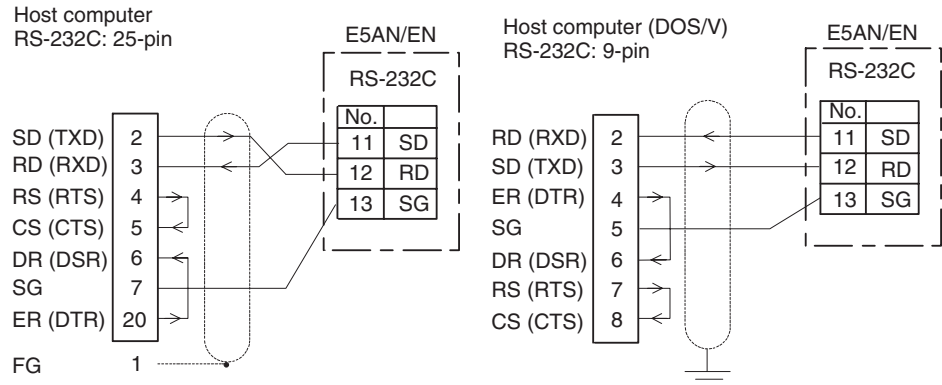 Host computer
RS-232C: 25-pin
E5AN/EN
RS-232C
No.
SD (TXD) 2
RD (RXD) 3
RS (RTS) 4
CS (CTS) 5
DR (DSR) 6
SG 7
ER (DTR) 20
FG 1
11 SD
12 RD
13 SG
Host computer (DOS/V)
RS-232C: 9-pin
E5AN/EN
RS-232C
No.
RD (RXD) 2
SD (TXD) 3
ER (DTR) 4
SG 5
DR (DSR) 6
RS (RTS) 7
CS (CTS) 8
11 SD
12 RD
13 SG